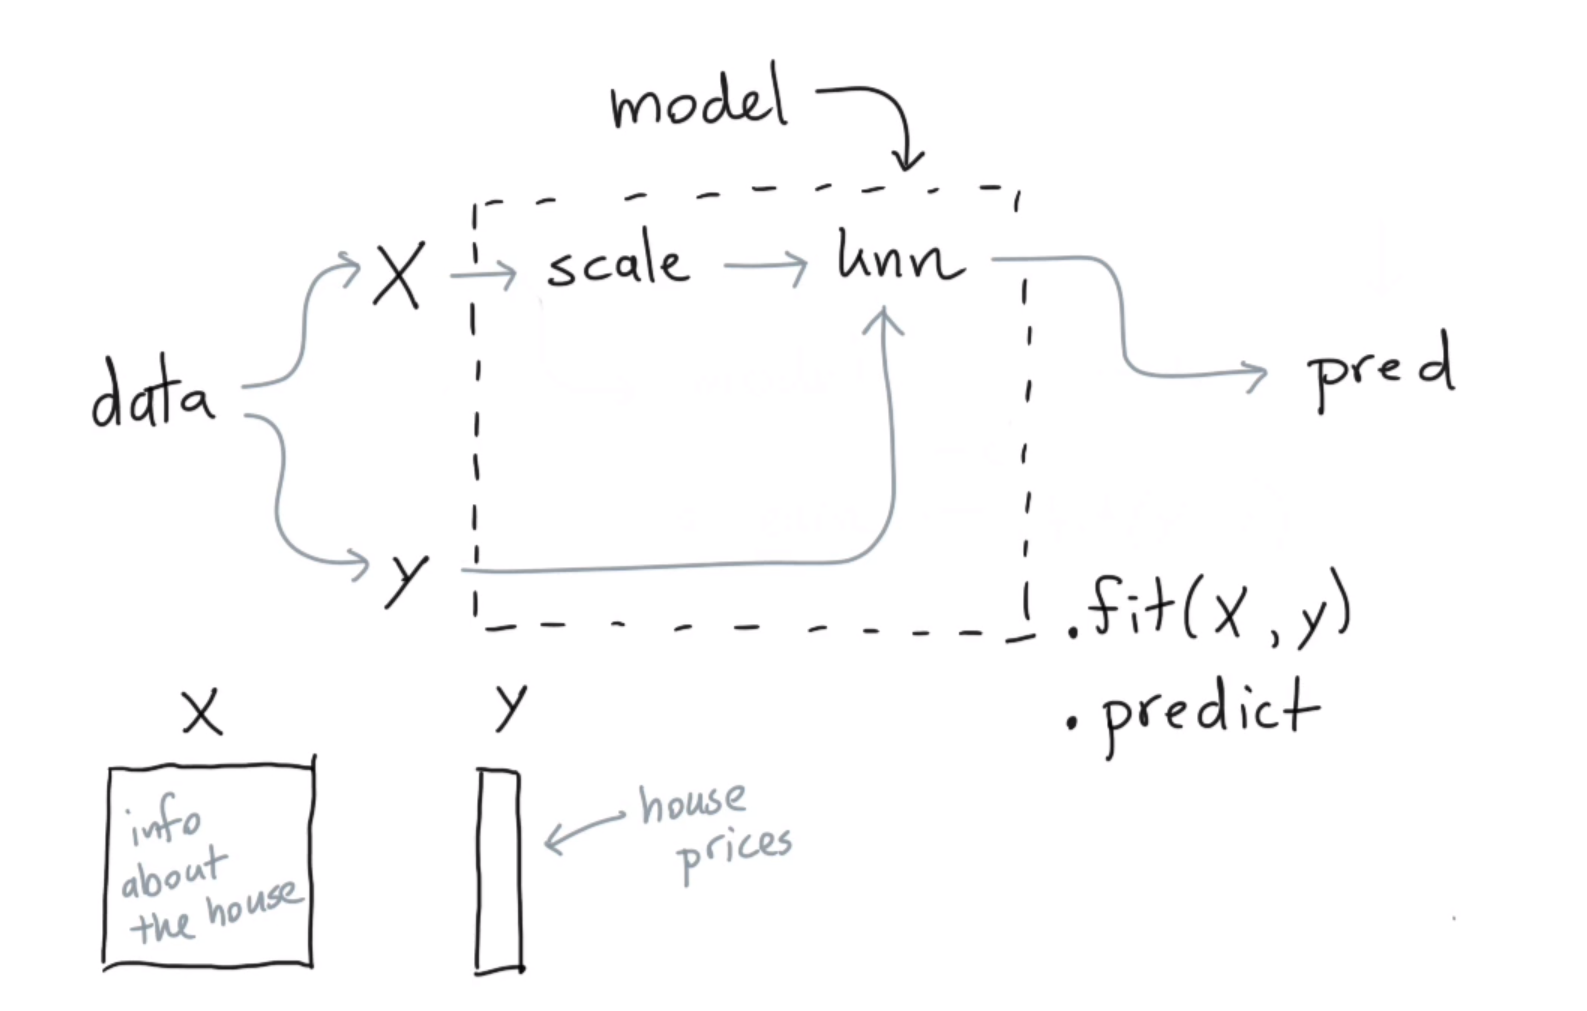 model
X
scale
knn
data
pred
y
.fit(X, y)
.predict
X
y
info
about
the house
house
prices